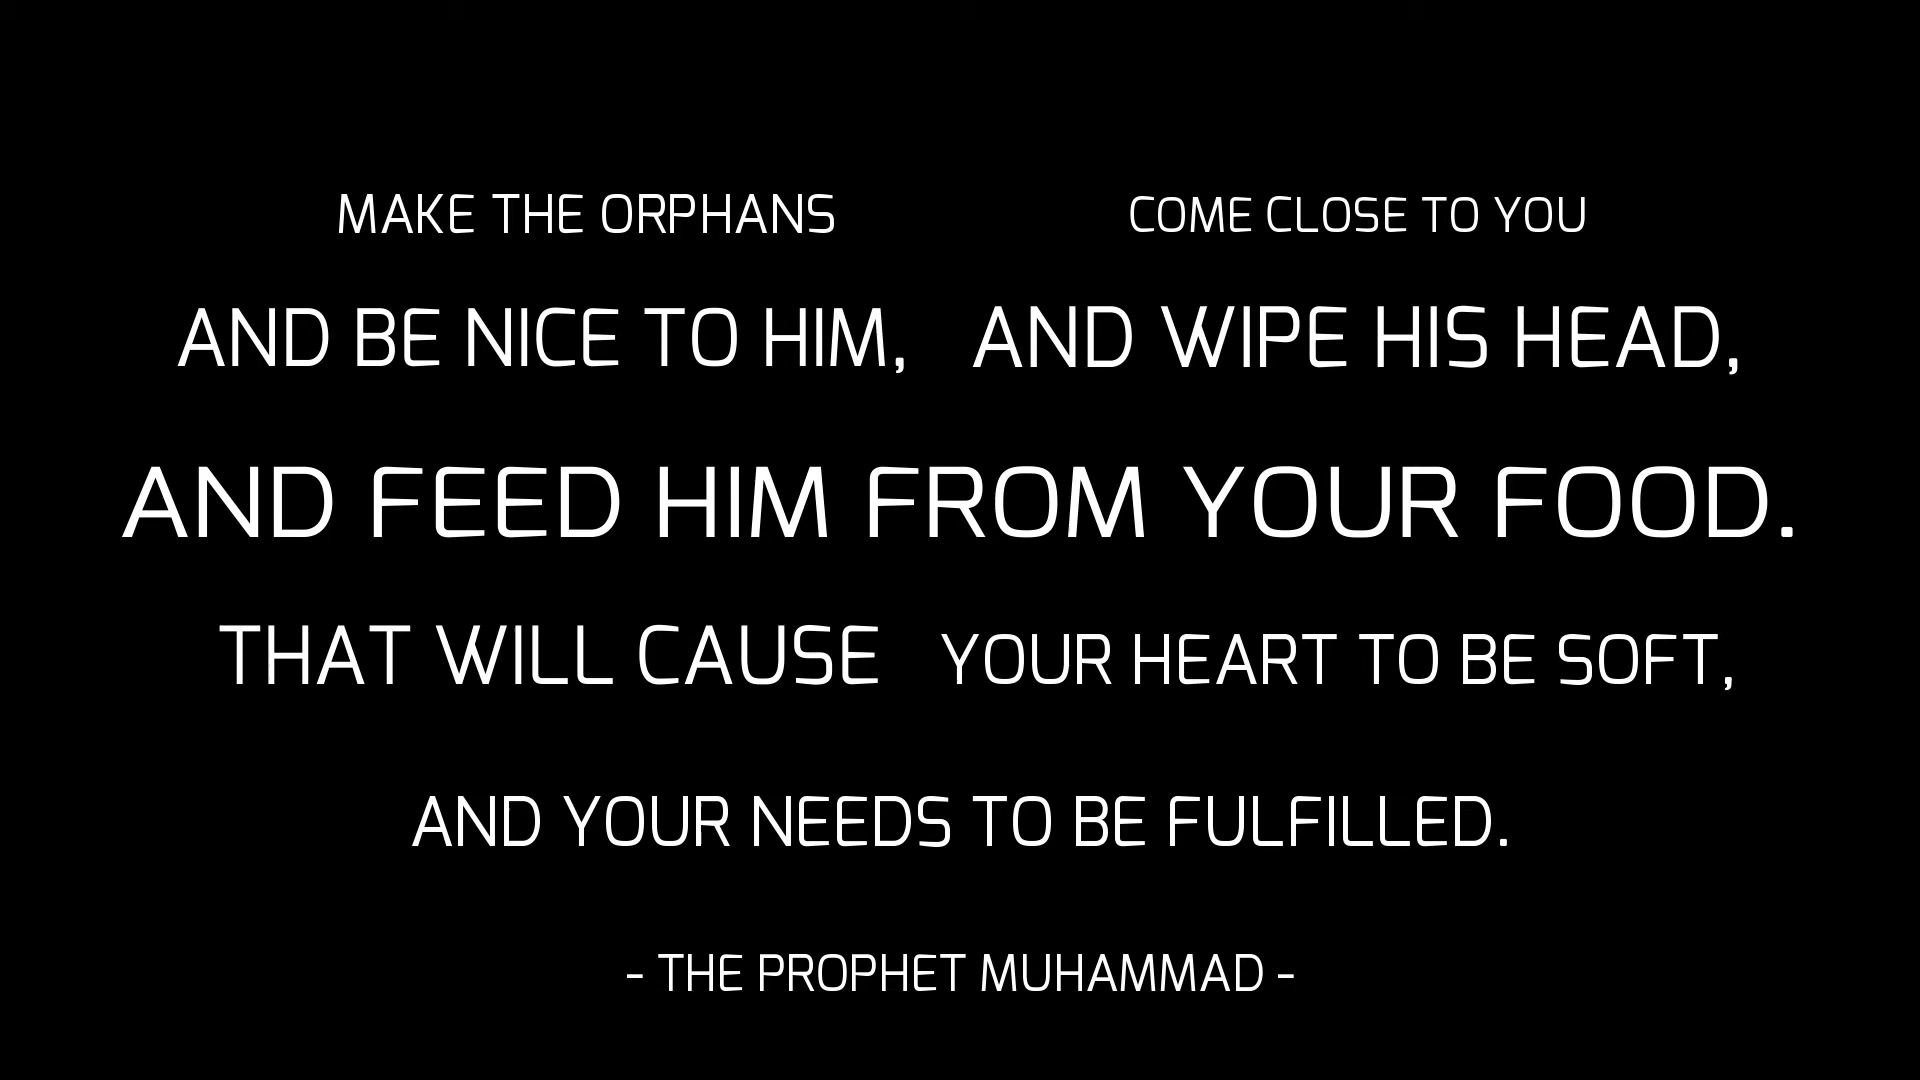 MAKE THE ORPHANS COME CLOSE TO YOU
AND BE NICE TO HIM, AND WIPE HIS HEAD,
AND FEED HIM FROM YOUR FOOD.
THAT WILL CAUSE YOUR HEART TO BE SOFT,
AND YOUR NEEDS TO BE FULFILLED.
- THE PROPHET MUHAMMAD -